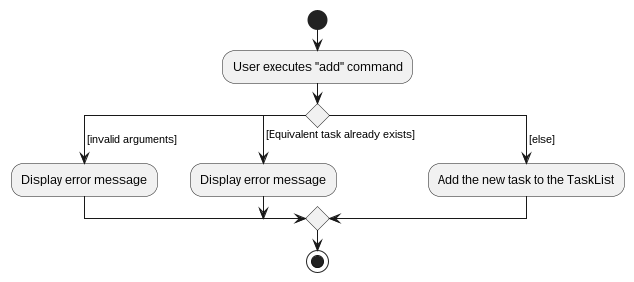 User executes "add" command
[invalid arguments]
[Equivalent task already exists]
[else]
Display error message
Display error message
Add the new task to the TaskList